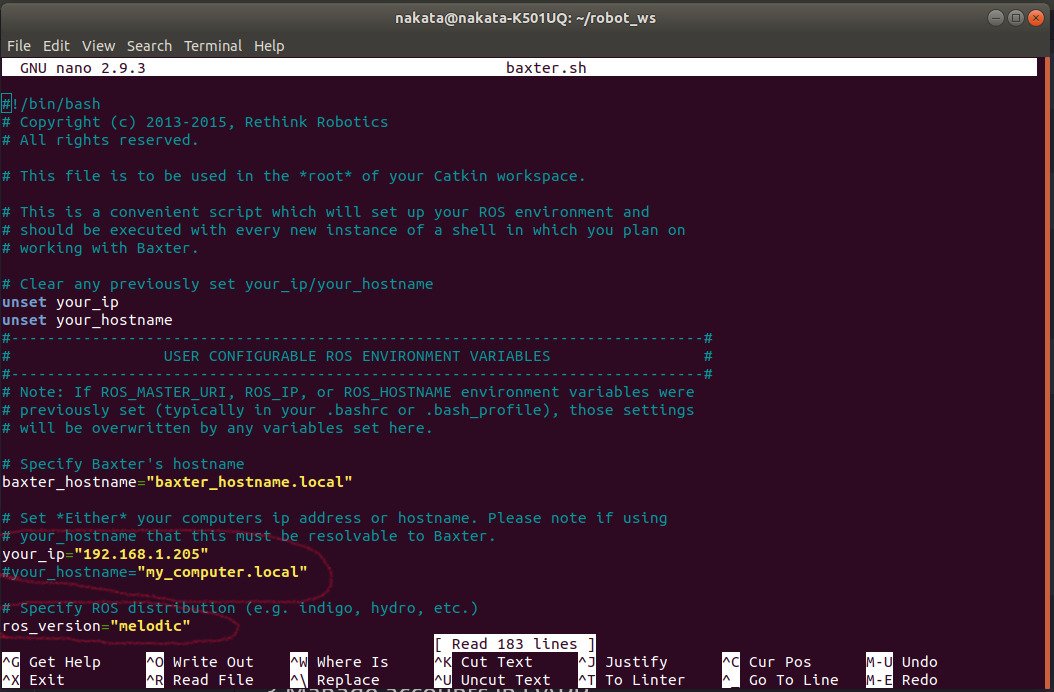 nakata@nakata-K501UQ: ~/robot_ws
File Edit View Search Terminal Help
GNU nano 2.9.3 baxter.sh
#!/bin/bash
# Copyright (c) 2013-2015, Rethink Robotics
# All rights reserved.
# This file is to be used in the *root* of your Catkin workspace.
# This is a convenient script which will set up your ROS environment and
# should be executed with every new instance of a shell in which you plan on
# working with Baxter.
# Clear any previously set your_ip/your_hostname
unset your_ip
unset your_hostname
#-----------------------------------------------------------------------------#
# USER CONFIGURABLE ROS ENVIRONMENT VARIABLES #
#-----------------------------------------------------------------------------#
# Note: If ROS_MASTER_URI, ROS_IP, or ROS_HOSTNAME environment variables were
# previously set (typically in your .bashrc or .bash_profile), those settings
# will be overwritten by any variables set here.
# Specify Baxter's hostname
baxter_hostname="baxter_hostname.local"
# Set *Either* your computers ip address or hostname. Please note if using
# your_hostname that this must be resolvable to Baxter.
your_ip="192.168.1.205"
#your_hostname="my_computer.local"
# Specify ROS distribution (e.g. indigo, hydro, etc.)
ros_version="melodic"
[ Read 183 lines ]
^G Get Help ^O Write Out ^W Where Is ^K Cut Text ^J Justify ^C Cur Pos M-U Undo
^X Exit ^R Read File ^\ Replace ^U Uncut Text ^T To Linter ^_ Go To Line M-E Redo